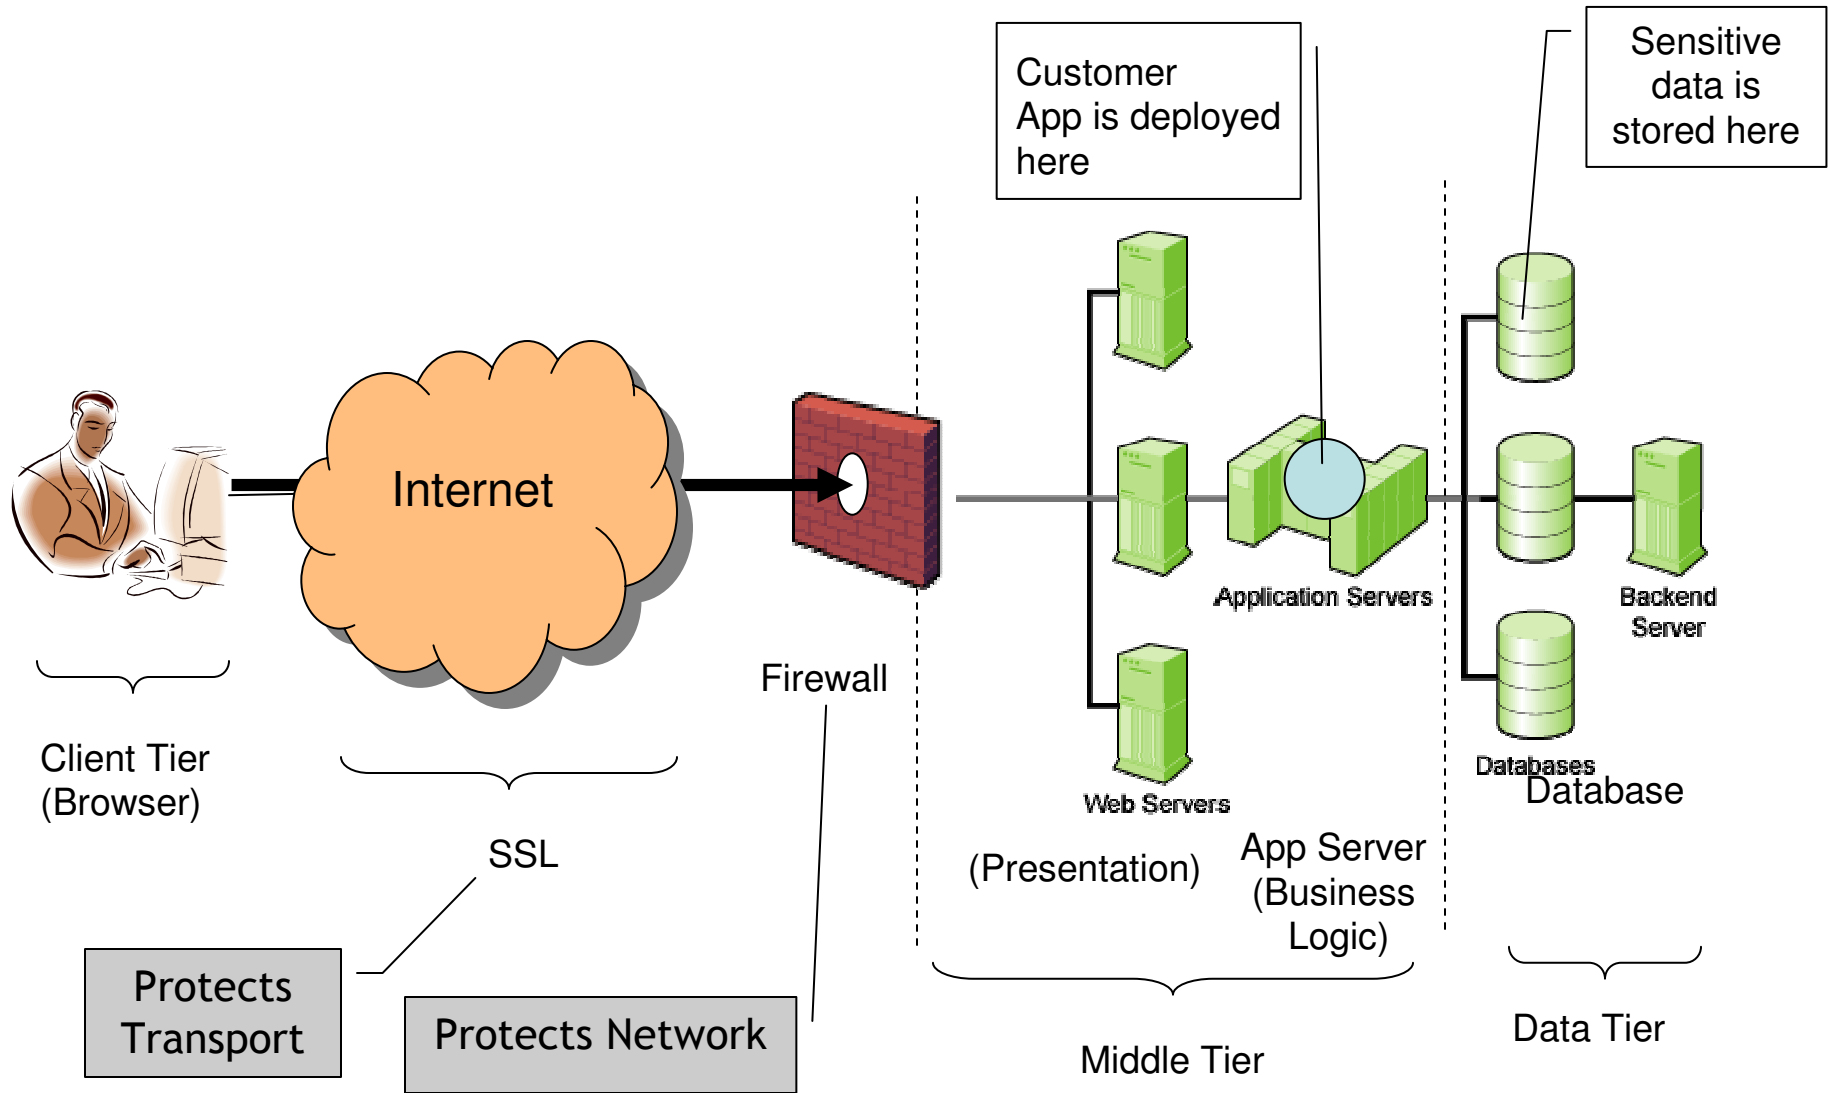 Customer
App is deployed
here
Sensitive
data is
stored here
Internet
Application Servers
Backend
Server
Firewall
Client Tier
(Browser)
Databases
Database
Web Servers
SSL
(Presentation)
App Server
(Business
Logic)
Protects
Transport
Protects Network
Middle Tier
Data Tier